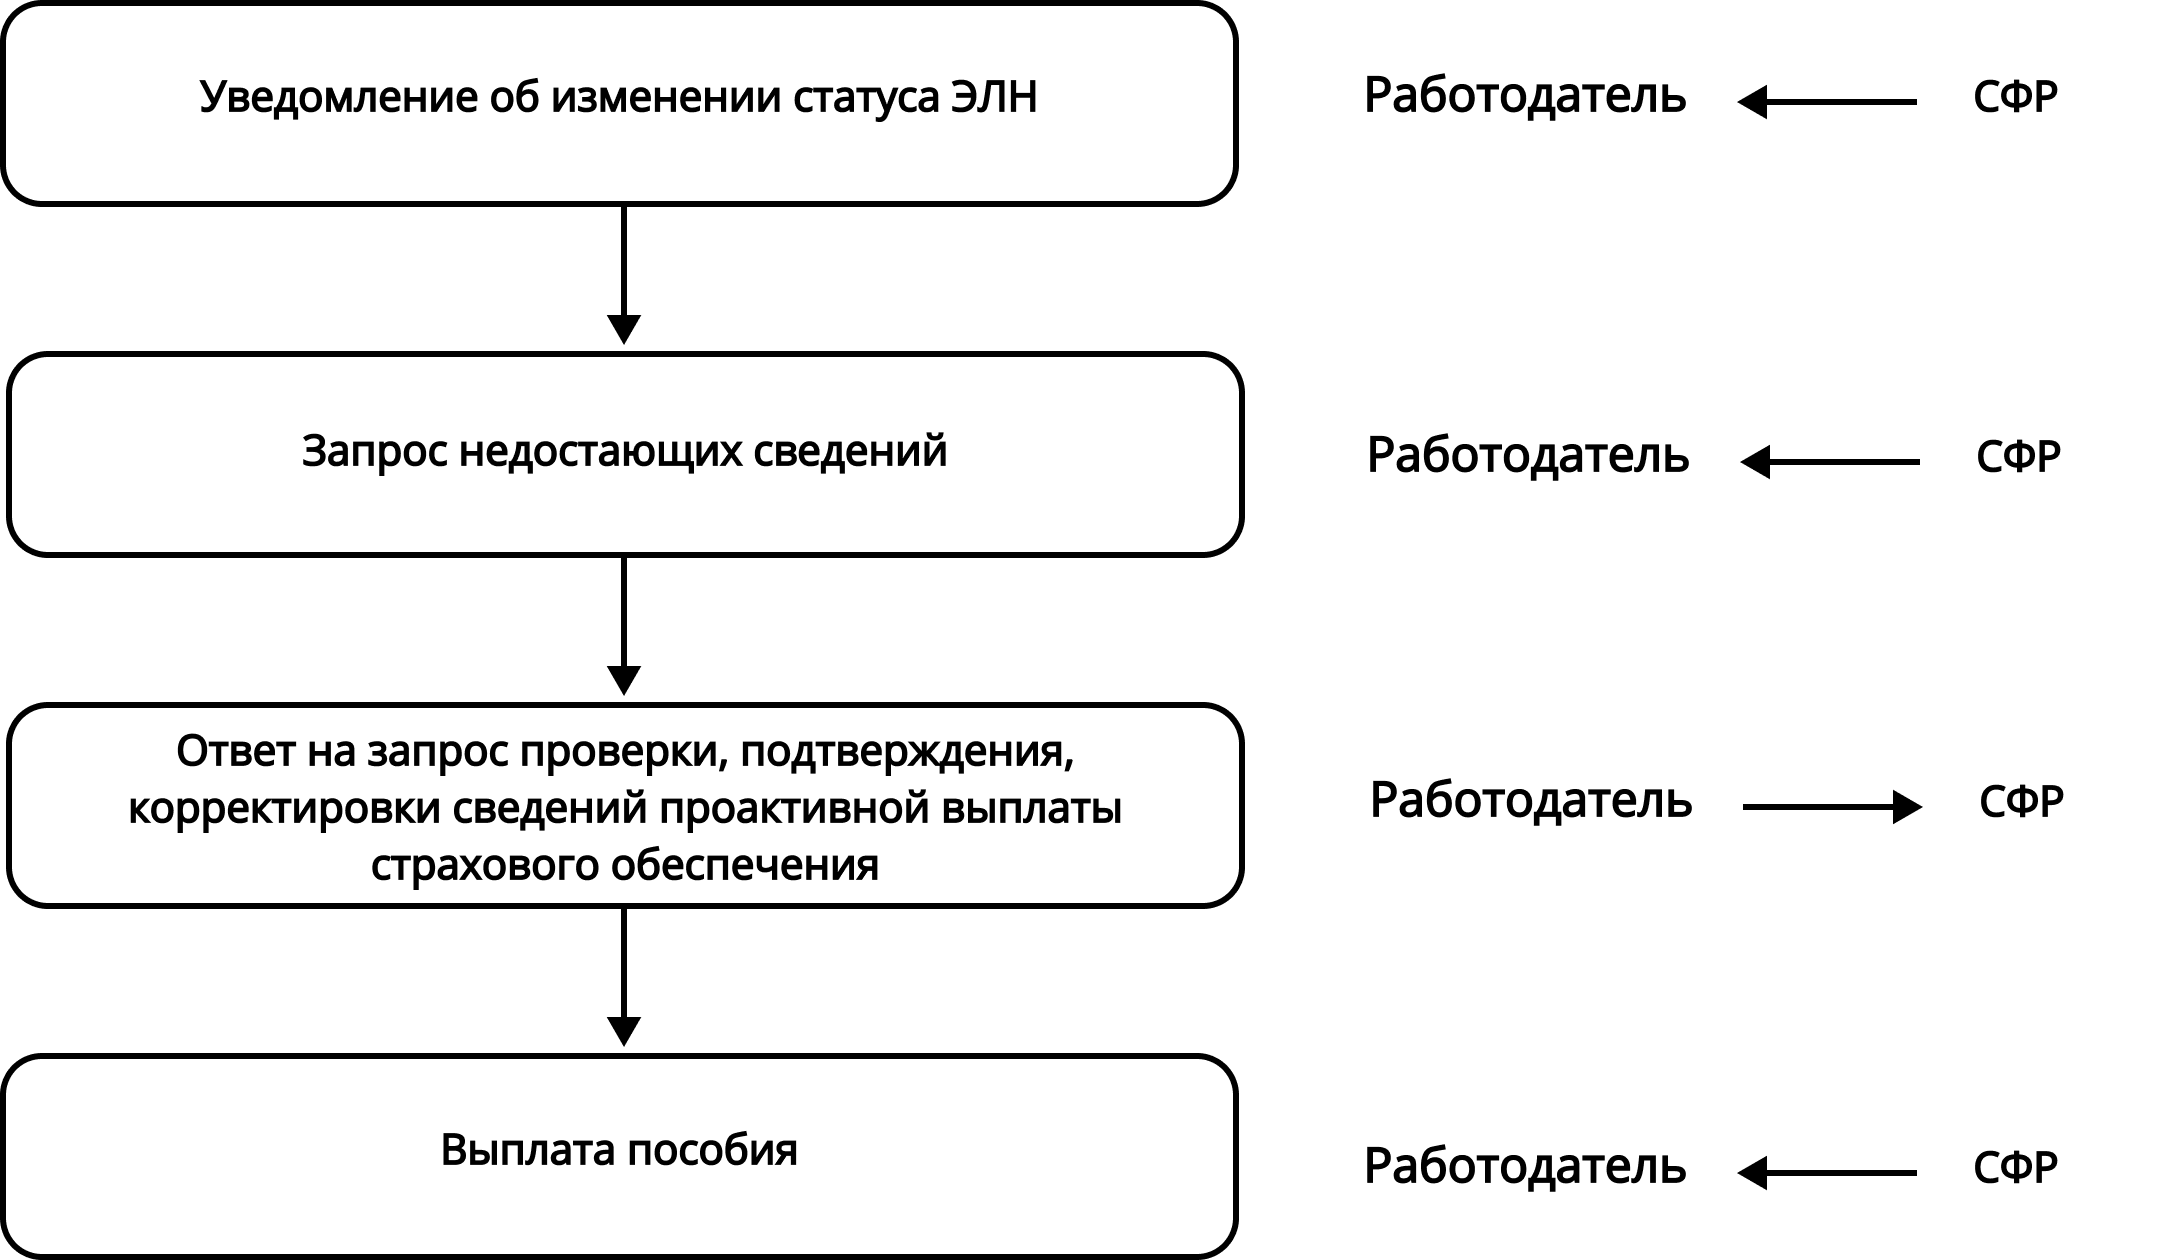 Уведомление об изменении статуса ЭЛН
Работодатель
СФР
Запрос недостающих сведений
Работодатель
СФР
Ответ на запрос проверки, подтверждения,
корректировки сведений проактивной выплаты
страхового обеспечения
Работодатель
СФР
Выплата пособия
Работодатель
СФР